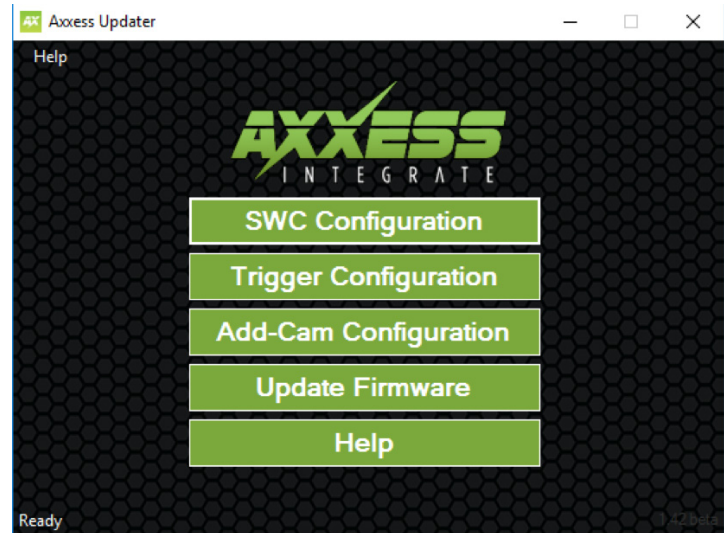 AX Axxess Updater
Help
AXXESS
INTEGRATE
SWC Configuration
Trigger Configuration
Add-Cam Configuration
Update Firmware
Help
Ready
1.42 beta